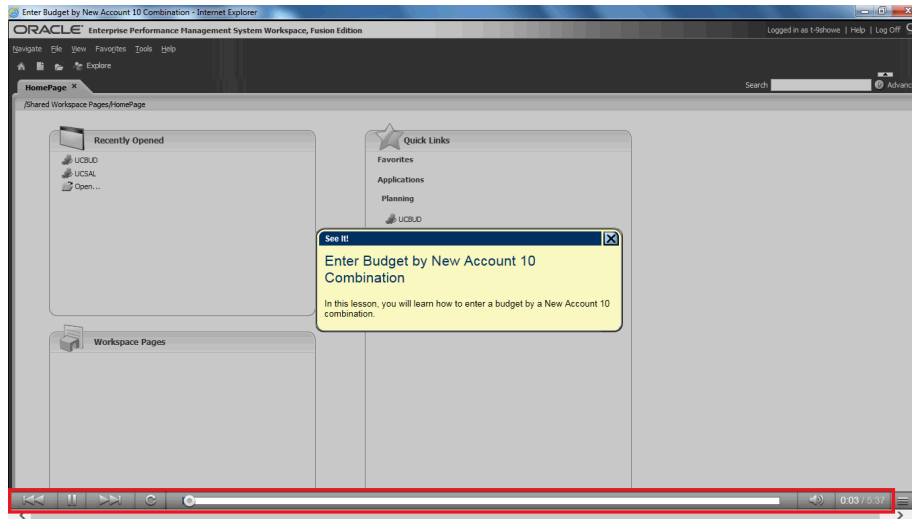 Enter Budget by New Account 10 Combination - Internet Explorer
ORACLE® Enterprise Performance Management System Workspace, Fusion Edition
Logged in as t-9showe | Help | Log Off
Navigate File View Favorites Tools Help
Explore
HomePage
Search
Advanc
/Shared Workspace Pages/HomePage
Recently Opened
UCBUD
UCSAL
Open...
Quick Links
Favorites
Applications
Planning
UCBUD
See It!
Enter Budget by New Account 10
Combination
In this lesson, you will learn how to enter a budget by a New Account 10
combination.
Workspace Pages
0:03 / 5:37